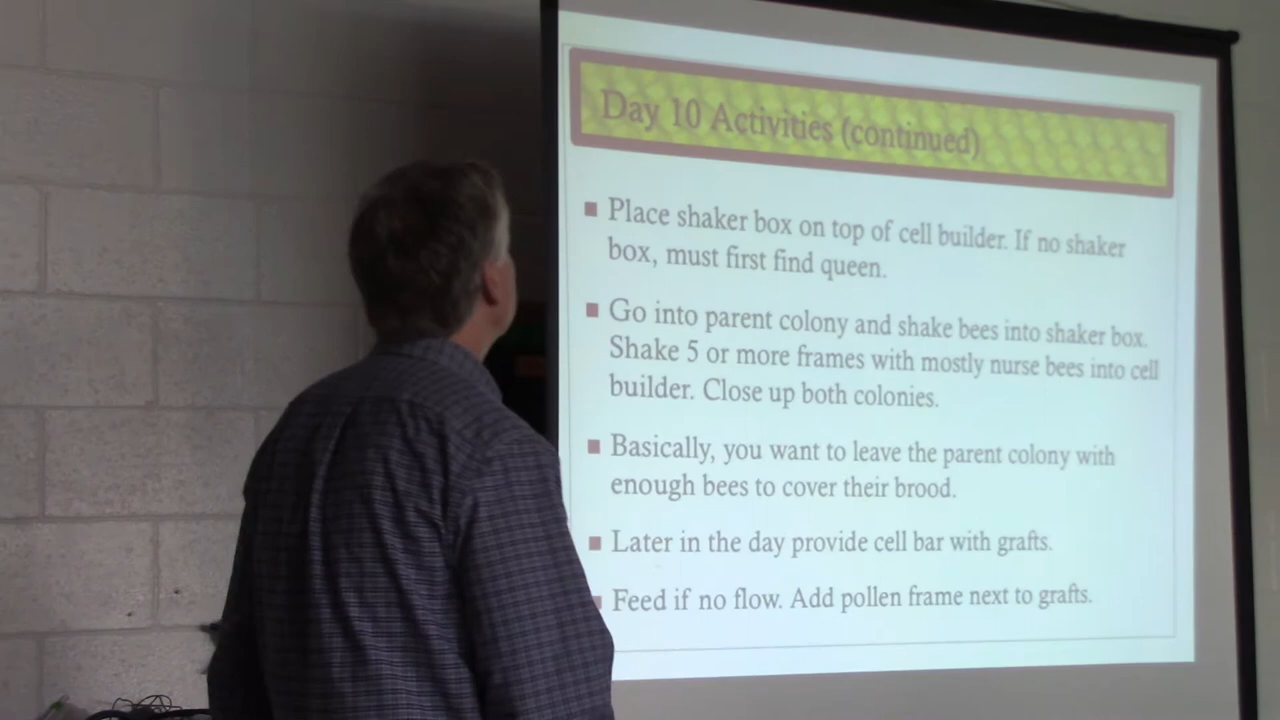 Day 10 Activities (continued)
Place shaker box on top of cell builder. If no shaker
box, must first find queen.
Go into parent colony and shake bees into shaker box.
Shake 5 or more frames with mostly nurse bees into cell
builder. Close up both colonies.
Basically, you want to leave the parent colony with
enough bees to cover their brood.
Later in the day provide cell bar with grafts.
Feed if no flow. Add pollen frame next to grafts.